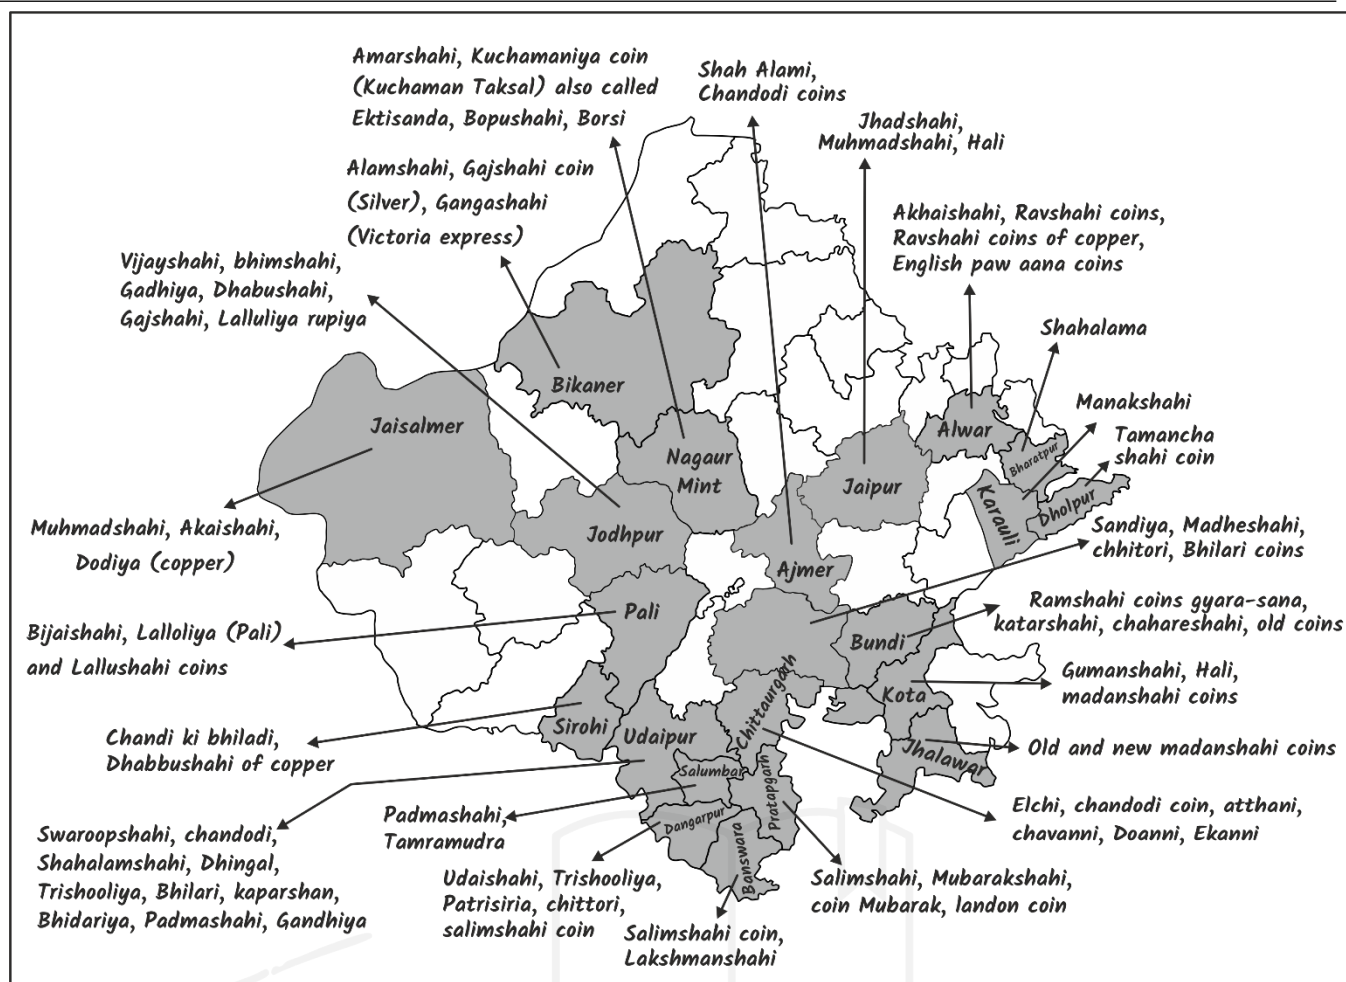 Amarshahi, Kuchamaniya coin
(Kuchaman Taksal) also called
Ektisanda, Bopushahi, Borsi
Shah Alami,
Chandodi coins
Jhadshahi,
Muhmadshahi, Hali
Alamshahi, Gajshahi coin
(Silver), Gangashahi
(Victoria express)
Akhaishahi, Ravshahi coins,
Ravshahi coins of copper,
English paw aana coins
Vijayshahi, bhimshahi,
Gadhiya, Dhabushahi,
Gajshahi, Lalluliya rupiya
Shahalama
Manakshahi
Tamancha
shahi coin
Bikaner
Jaisalmer
Nagaur
Mint
Jaipur
Alwar
Bharatpur
Karauli
Dholpur
Jodhpur
Ajmer
Muhmadshahi, Akaishahi,
Dodiya (copper)
Sandiya, Madheshahi,
chhitori, Bhilari coins
Pali
Bundi
Ramshahi coins gyara-sana,
katarshahi, chahareshahi, old coins
Bijaishahi, Lalloliya (Pali)
and Lallushahi coins
Gumanshahi, Hali,
madanshahi coins
Kota
Chittaurgarh
Sirohi
Udaipur
Jhalawar
Old and new madanshahi coins
Chandi ki bhiladi,
Dhabbushahi of copper
Salumbar
Pratapgarh
Dangarpur
Banswara
Padmashahi,
Tamramudra
Elchi, chandodi coin, atthani,
chavanni, Doanni, Ekanni
Swaroopshahi, chandodi,
Shahalamshahi, Dhingal,
Trishooliya, Bhilari, kaparshan,
Bhidariya, Padmashahi, Gandhiya
Udaishahi, Trishooliya,
Patrisiria, chittori,
salimshahi coin
Salimshahi coin,
Lakshmanshahi
Salimshahi, Mubarakshahi,
coin Mubarak, landon coin